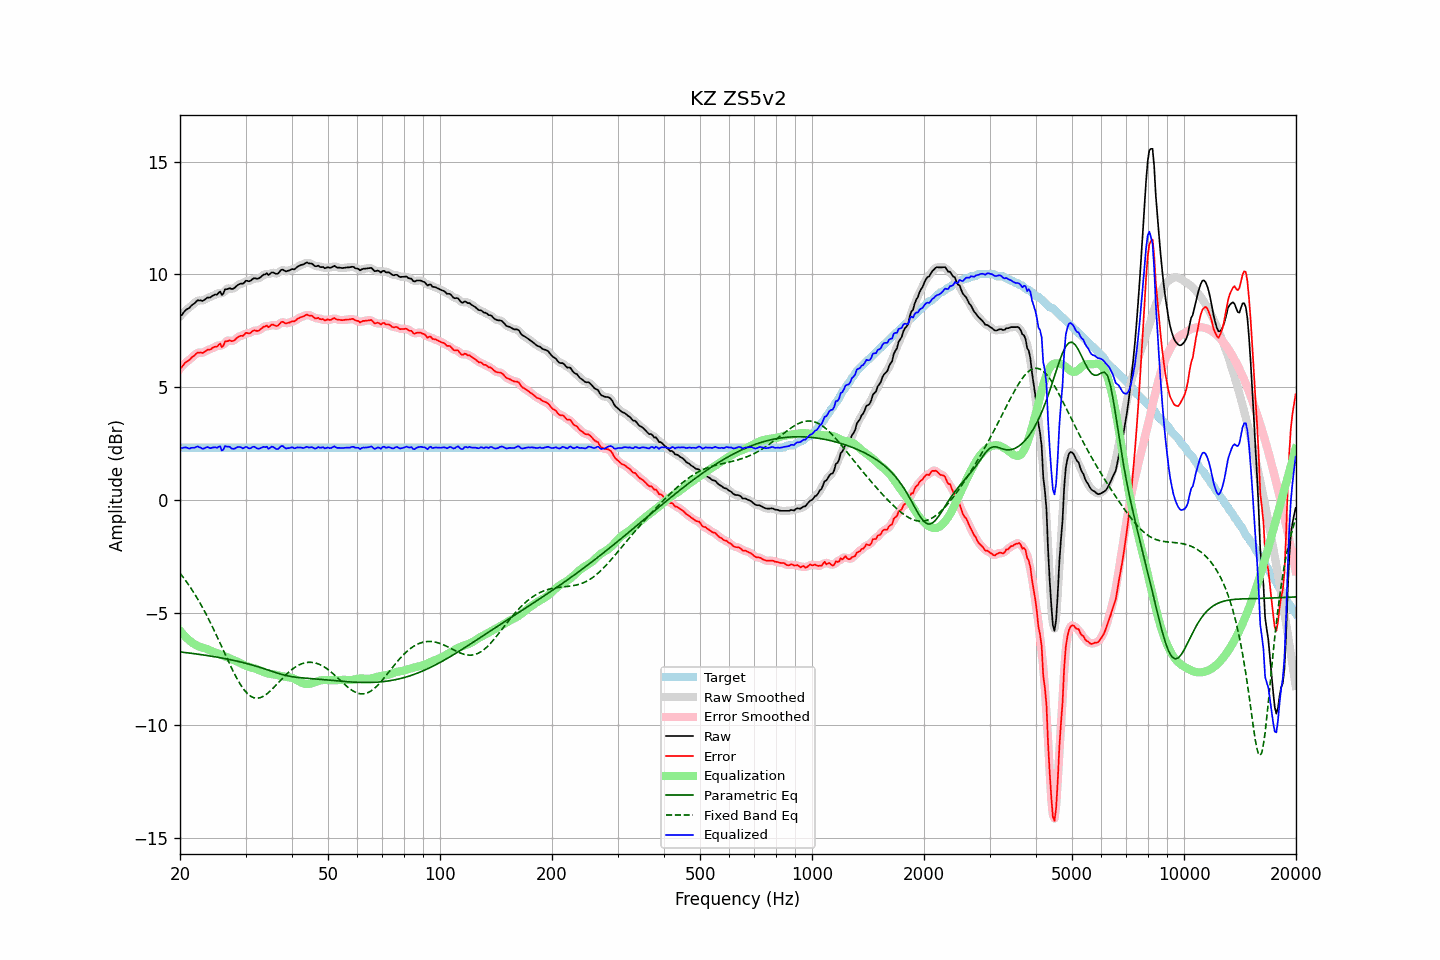 KZ ZS5v2
Amplitude (dBr)
15
10
5
0
−5
−10
−15
Target
Raw Smoothed
Error Smoothed
Raw
Error
Equalization
Parametric Eq
Fixed Band Eq
Equalized
20
50
100
200
500
1000
2000
5000
10000
20000
Frequency (Hz)